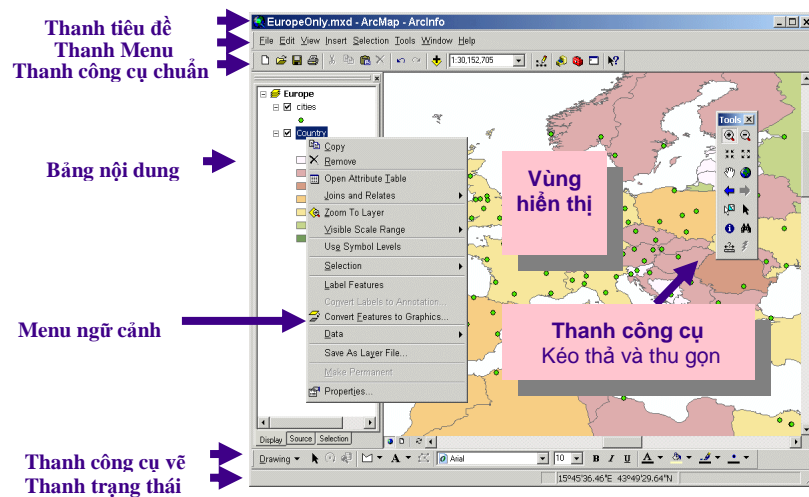 Thanh tiêu đề
Thanh Menu
Thanh công cụ chuẩn
Bảng nội dung
Menu ngữ cảnh
Thanh công cụ vẽ
Thanh trạng thái
EuropeOnly.mxd - ArcMap - ArcInfo
File Edit View Insert Selection Tools Window Help
1:30,152,705
Europe
cities
Country
Copy
Remove
Open Attribute Table
Joins and Relates
Zoom To Layer
Visible Scale Range
Use Symbol Levels
Selection
Label Features
Convert Labels to Annotation...
Convert Features to Graphics...
Data
Save As Layer File...
Make Permanent
Properties...
Vùng
hiển thị
Tools
Thanh công cụ
Kéo thả và thu gọn
Display Source Selection
Drawing A Arial 10 B I U A
15°45'36.46"E 43°49'29.64"N